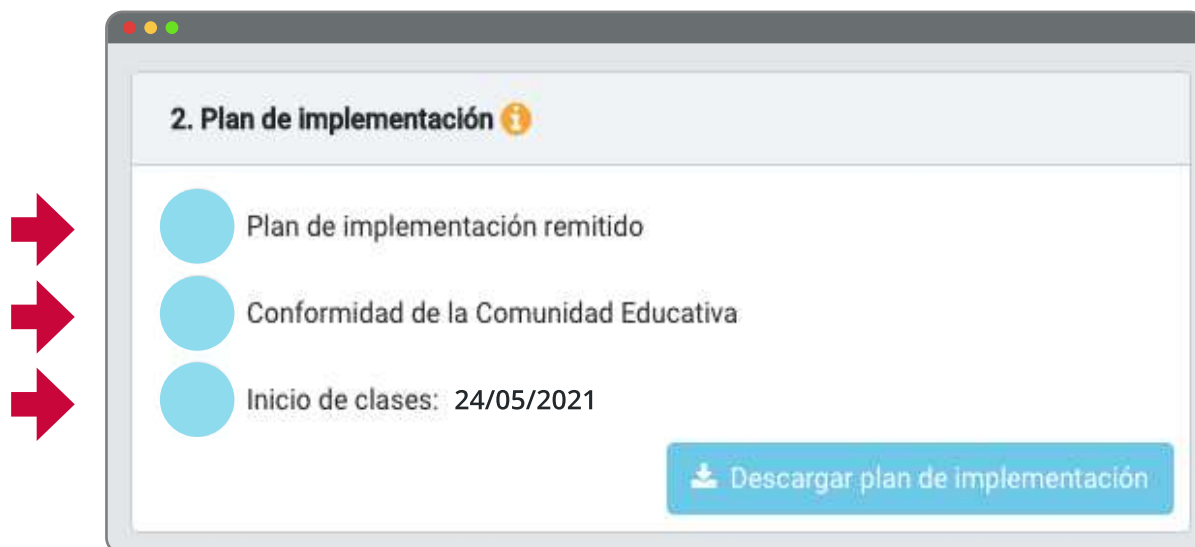 2. Plan de implementación
Plan de implementación remitido
Conformidad de la Comunidad Educativa
Inicio de clases: 24/05/2021
Descargar plan de implementación